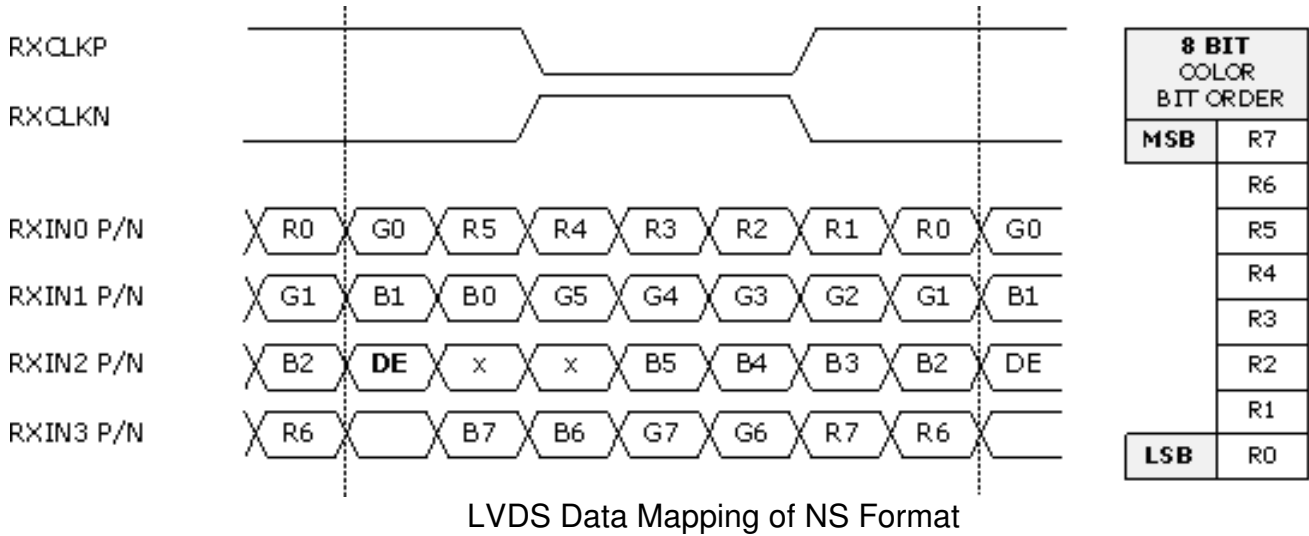 RXCLKP
RXCLKN
RXIN0 P/N R0 G0 R5 R4 R3 R2 R1 R0 G0
RXIN1 P/N G1 B1 B0 G5 G4 G3 G2 G1 B1
RXIN2 P/N B2 DE x x B5 B4 B3 B2 DE
RXIN3 P/N R6 B7 B6 G7 G6 R7 R6
8 BIT
COLOR
BIT ORDER
MSB R7
R6
R5
R4
R3
R2
R1
LSB R0
LVDS Data Mapping of NS Format